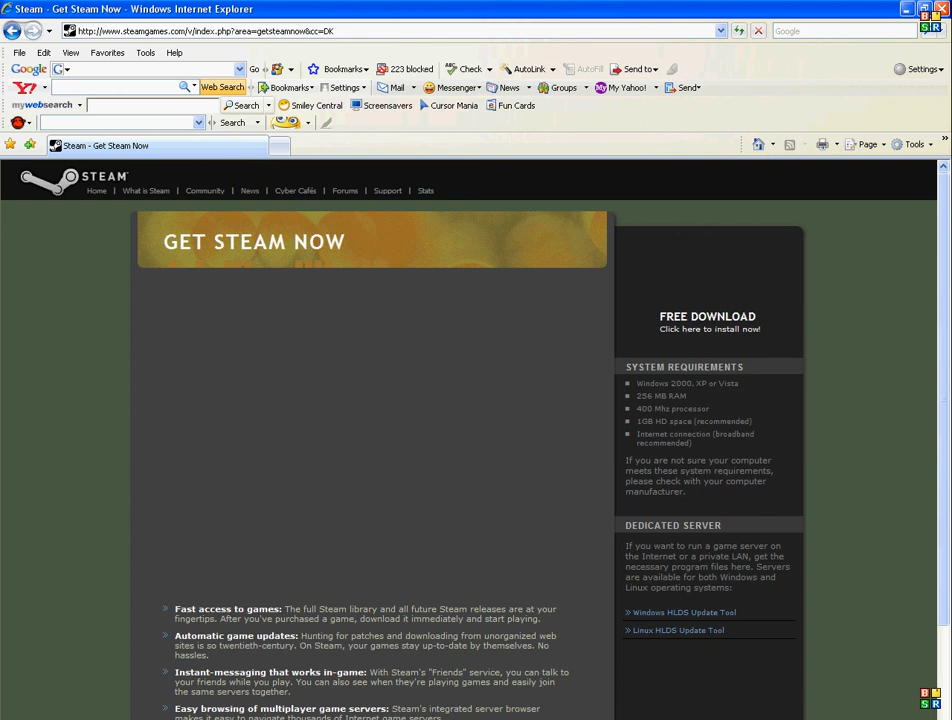 Steam - Get Steam Now - Windows Internet Explorer
http://www.steamgames.com/v/index.php?area=getsteamnow&cc=DK
Google
File Edit View Favorites Tools Help
Google G Go Bookmarks 223 blocked Check AutoLink AutoFill Send to Settings
Y! Web Search Bookmarks Settings Mail Messenger News Groups My Yahoo! Send
mywebsearch Search Smiley Central Screensavers Cursor Mania Fun Cards
Search
Steam - Get Steam Now Page Tools
STEAM
Home | What is Steam | Community | News | Cyber Cafés | Forums | Support | Stats
GET STEAM NOW
Fast access to games: The full Steam library and all future Steam releases are at your
fingertips. After you've purchased a game, download it immediately and start playing.
Automatic game updates: Hunting for patches and downloading from unorganized web
sites is so twentieth-century. On Steam, your games stay up-to-date by themselves. No
hassles.
Instant-messaging that works in-game: With Steam's "Friends" service, you can talk to
your friends while you play. You can also see when they're playing games and easily join
the same servers together.
Easy browsing of multiplayer game servers: Steam's integrated server browser
makes it easy to navigate thousands of Internet game servers.
FREE DOWNLOAD
Click here to install now!
SYSTEM REQUIREMENTS
Windows 2000, XP or Vista
256 MB RAM
400 Mhz processor
1GB HD space (recommended)
Internet connection (broadband
recommended)
If you are not sure your computer
meets these system requirements,
please check with your computer
manufacturer.
DEDICATED SERVER
If you want to run a game server on
the Internet or a private LAN, get the
necessary program files here. Servers
are available for both Windows and
Linux operating systems:
Windows HLDS Update Tool
Linux HLDS Update Tool